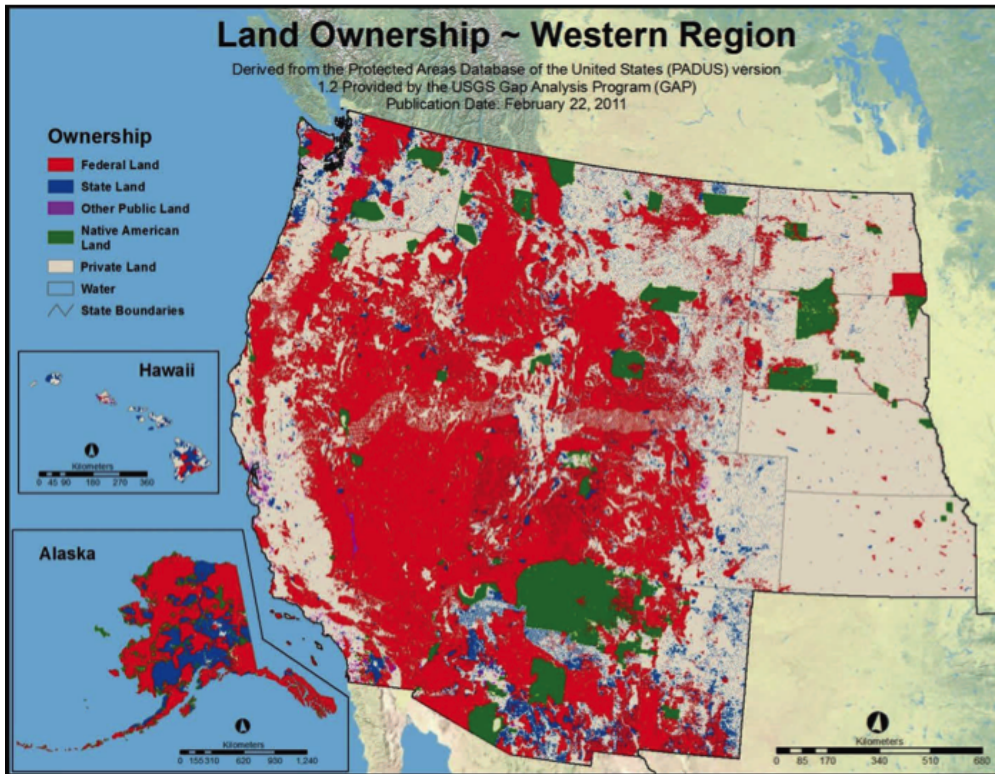 Land Ownership ~ Western Region
Derived from the Protected Areas Database of the United States (PADUS) version
1.2 Provided by the USGS Gap Analysis Program (GAP)
Publication Date: February 22, 2011
Ownership
Federal Land
State Land
Other Public Land
Native American
Land
Private Land
Water
State Boundaries
Hawaii
Kilometers
0 45 90 180 270 360
Alaska
Kilometers
0 155310 620 930 1,240
Kilometers
0 85 170 340 510 680